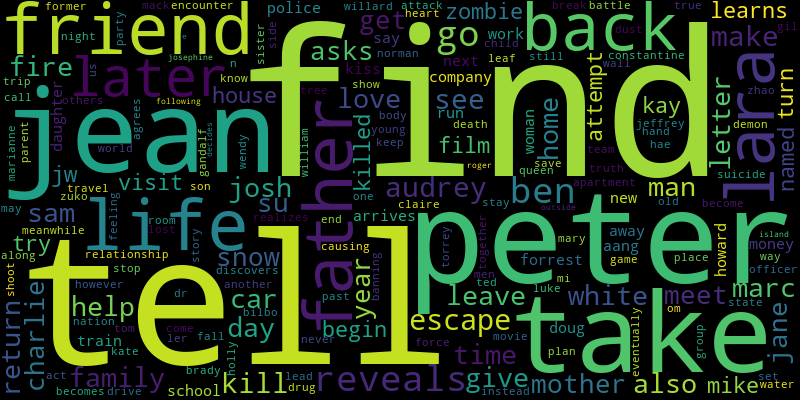 former
mack
encounter
police
willard
attack
break
battle
true
friend
night
party
zombie
back
learns
heart
get
go
work
make
say
josephine
sister
side
asks
child
dust
gil
fire
later
n
us
norman
next
leaf
still
constantine
wall
find
trip
tree
kiss
company
attempt
turn
call
others
know
show
following
house
love
see
kay
zhao
jean
daughter
father
killed
body
run
death
home
jeffrey
demon
letter
lara
agrees
world
decides
wendy
william
young
keep
film
woman
hand
hae
team
named
parent
marianne
gandalf
roger
queen
save
truth
suicide
jw
visit
josh
audrey
ben
apartment
man
zuko
travel
son
one
claire
stay
outside
new
old
become
may
feeling
room
su
end
arrives
peter
sam
life
lost
story
realizes
mary
away
place
island
meanwhile
snow
causing
torrey
together
aang
money
try
relationship
discovers
year
forrest
game
howard
way
along
stop
men
mi
officer
shoot
tell
another
past
banning
ted
white
meet
marc
return
charlie
however
dr
bilbo
luke
state
help
car
leave
take
om
nation
tom
come
fall
day
begin
never
escape
doug
eventually
group
jane
train
kate
ler
holly
force
movie
time
plan
family
brady
reveals
give
mother
also
mike
set
act
school
kill
lead
instead
water
becomes
drive
drug